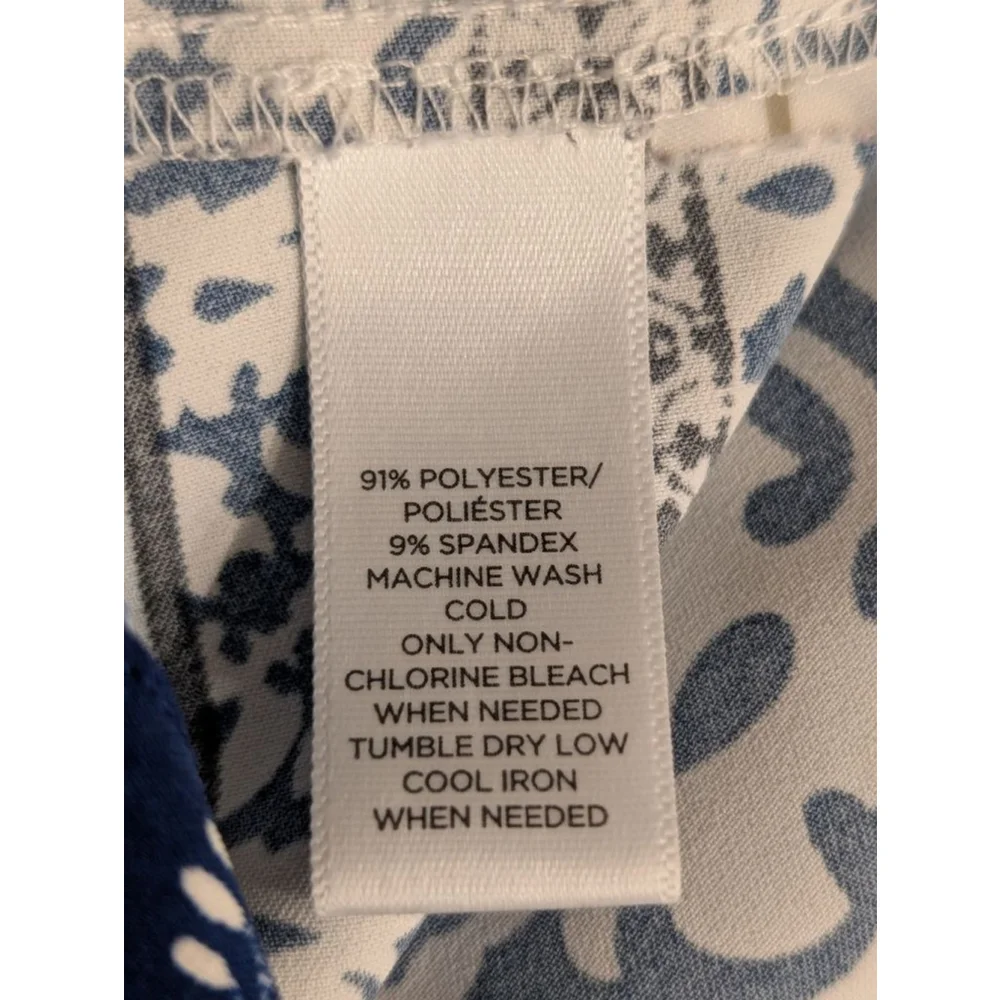 91% POLYESTER/
POLIÉSTER
9% SPANDEX
MACHINE WASH
COLD
ONLY NON-
CHLORINE BLEACH
WHEN NEEDED
TUMBLE DRY LOW
COOL IRON
WHEN NEEDED